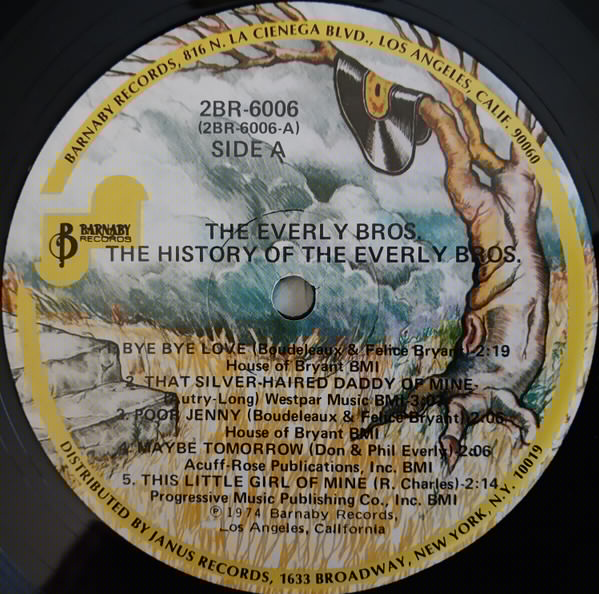 BARNABY RECORDS, 816 N. LA CIENEGA BLVD., LOS ANGELES, CALIF. 90060
2BR-6006
(2BR-6006-A)
SIDE A
B BARNABY
RECORDS
THE EVERLY BROS.
THE HISTORY OF THE EVERLY BROS.
1. BYE BYE LOVE (Boudeleaux & Felice Bryant)-2:19
House of Bryant BMI
2. THAT SILVER-HAIRED DADDY OF MINE-
(Autry-Long) Westpar Music BMI-3:
3. POOR JENNY (Boudeleaux & Felice Bryant) 2:06
House of Bryant BMI
4. MAYBE TOMORROW (Don & Phil Everly)-2:06
Acuff-Rose Publications, Inc. BMI
5. THIS LITTLE GIRL OF MINE (R. Charles)-2:14
Progressive Music Publishing Co., Inc. BMI
℗ 1974 Barnaby Records,
Los Angeles, California
DISTRIBUTED BY JANUS RECORDS, 1633 BROADWAY, NEW YORK, N.Y. 10019